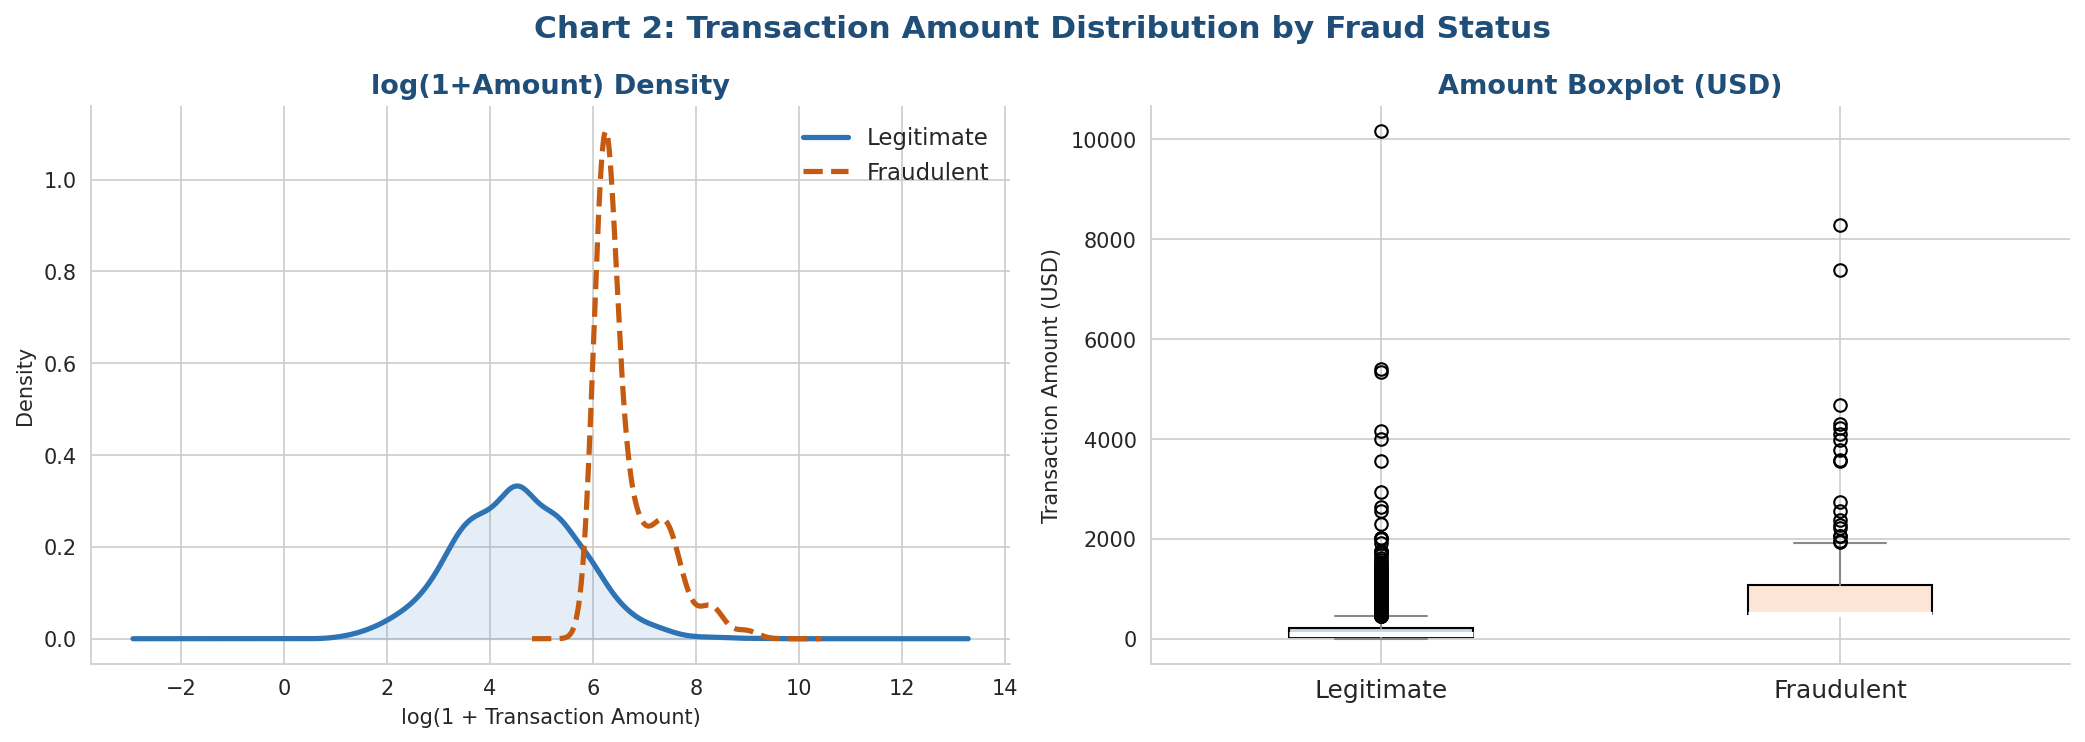 Chart 2: Transaction Amount Distribution by Fraud Status
log(1+Amount) Density
Legitimate
Fraudulent
Density
1.0
0.8
0.6
0.4
0.2
0.0
−2 0 2 4 6 8 10 12 14
log(1 + Transaction Amount)
Amount Boxplot (USD)
Transaction Amount (USD)
10000
8000
6000
4000
2000
0
Legitimate Fraudulent